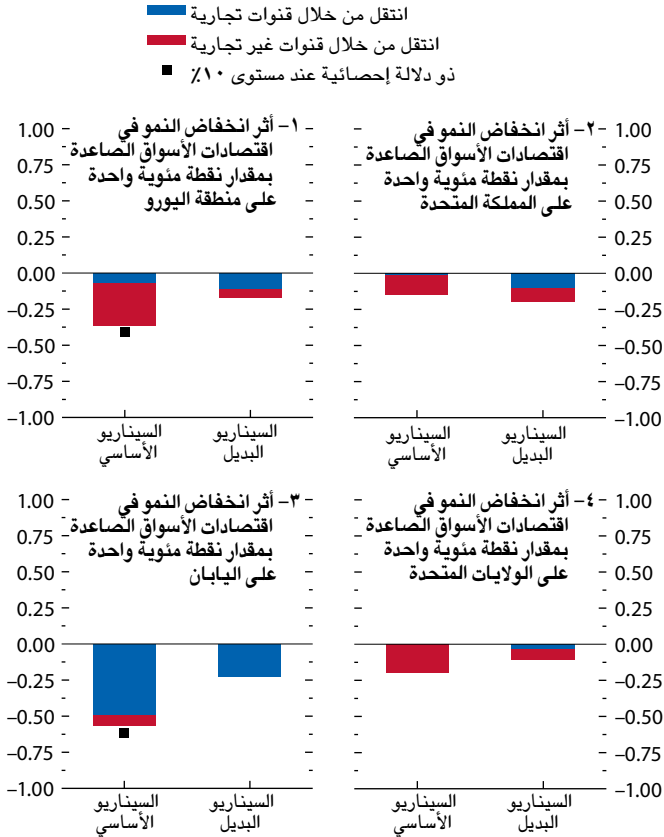 انتقل من خلال قنوات تجارية
انتقل من خلال قنوات غير تجارية
ذو دلالة إحصائية عند مستوى ١٠٪
١– أثر انخفاض النمو في
اقتصادات الأسواق الصاعدة
بمقدار نقطة مئوية واحدة
على منطقة اليورو
1.00
0.75
0.50
0.25
0.00
–0.25
–0.50
–0.75
–1.00
السيناريو
الأساسي
السيناريو
البديل
٢– أثر انخفاض النمو في
اقتصادات الأسواق الصاعدة
بمقدار نقطة مئوية واحدة
على المملكة المتحدة
1.00
0.75
0.50
0.25
0.00
–0.25
–0.50
–0.75
–1.00
السيناريو
الأساسي
السيناريو
البديل
٣– أثر انخفاض النمو في
اقتصادات الأسواق الصاعدة
بمقدار نقطة مئوية واحدة
على اليابان
1.00
0.75
0.50
0.25
0.00
–0.25
–0.50
–0.75
–1.00
السيناريو
الأساسي
السيناريو
البديل
٤– أثر انخفاض النمو في
اقتصادات الأسواق الصاعدة
بمقدار نقطة مئوية واحدة
على الولايات المتحدة
1.00
0.75
0.50
0.25
0.00
–0.25
–0.50
–0.75
–1.00
السيناريو
الأساسي
السيناريو
البديل